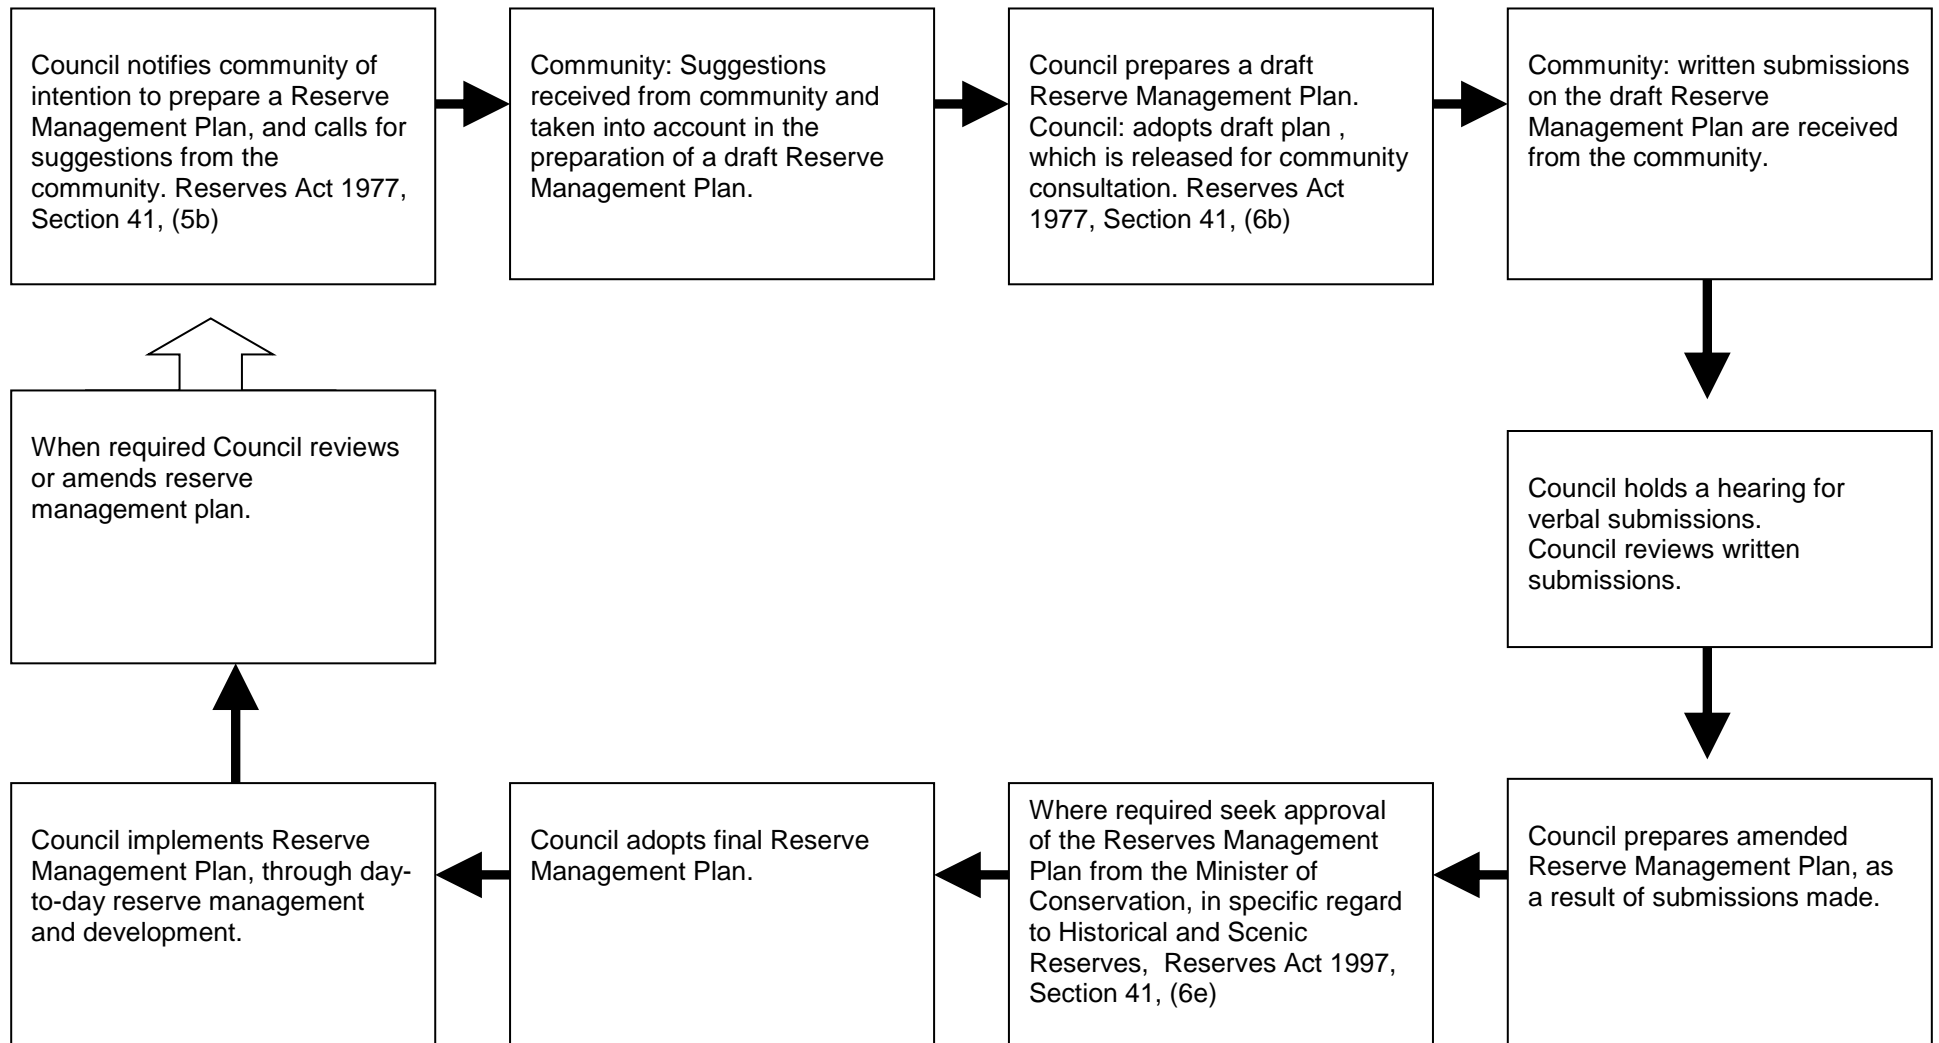 Council notifies community of
intention to prepare a Reserve
Management Plan, and calls for
suggestions from the
community. Reserves Act 1977,
Section 41, (5b)
Community: Suggestions
received from community and
taken into account in the
preparation of a draft Reserve
Management Plan.
Council prepares a draft
Reserve Management Plan.
Council: adopts draft plan ,
which is released for community
consultation. Reserves Act
1977, Section 41, (6b)
Community: written submissions
on the draft Reserve
Management Plan are received
from the community.
Council holds a hearing for
verbal submissions.
Council reviews written
submissions.
Council prepares amended
Reserve Management Plan, as
a result of submissions made.
Where required seek approval
of the Reserves Management
Plan from the Minister of
Conservation, in specific regard
to Historical and Scenic
Reserves,  Reserves Act 1997,
Section 41, (6e)
Council adopts final Reserve
Management Plan.
Council implements Reserve
Management Plan, through day-
to-day reserve management
and development.
When required Council reviews
or amends reserve
management plan.